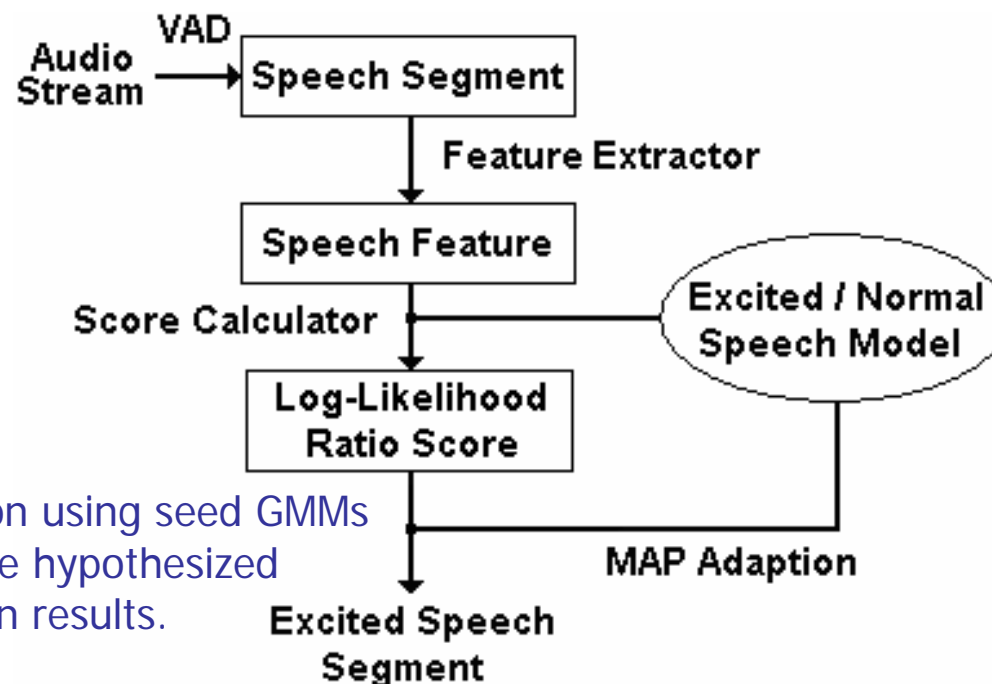 VAD
Audio
Stream
Speech Segment
Feature Extractor
Speech Feature
Excited / Normal
Speech Model
Score Calculator
Log-Likelihood
Ratio Score
using seed GMMs
hypothesized
results.
MAP Adaption
Excited Speech
Segment